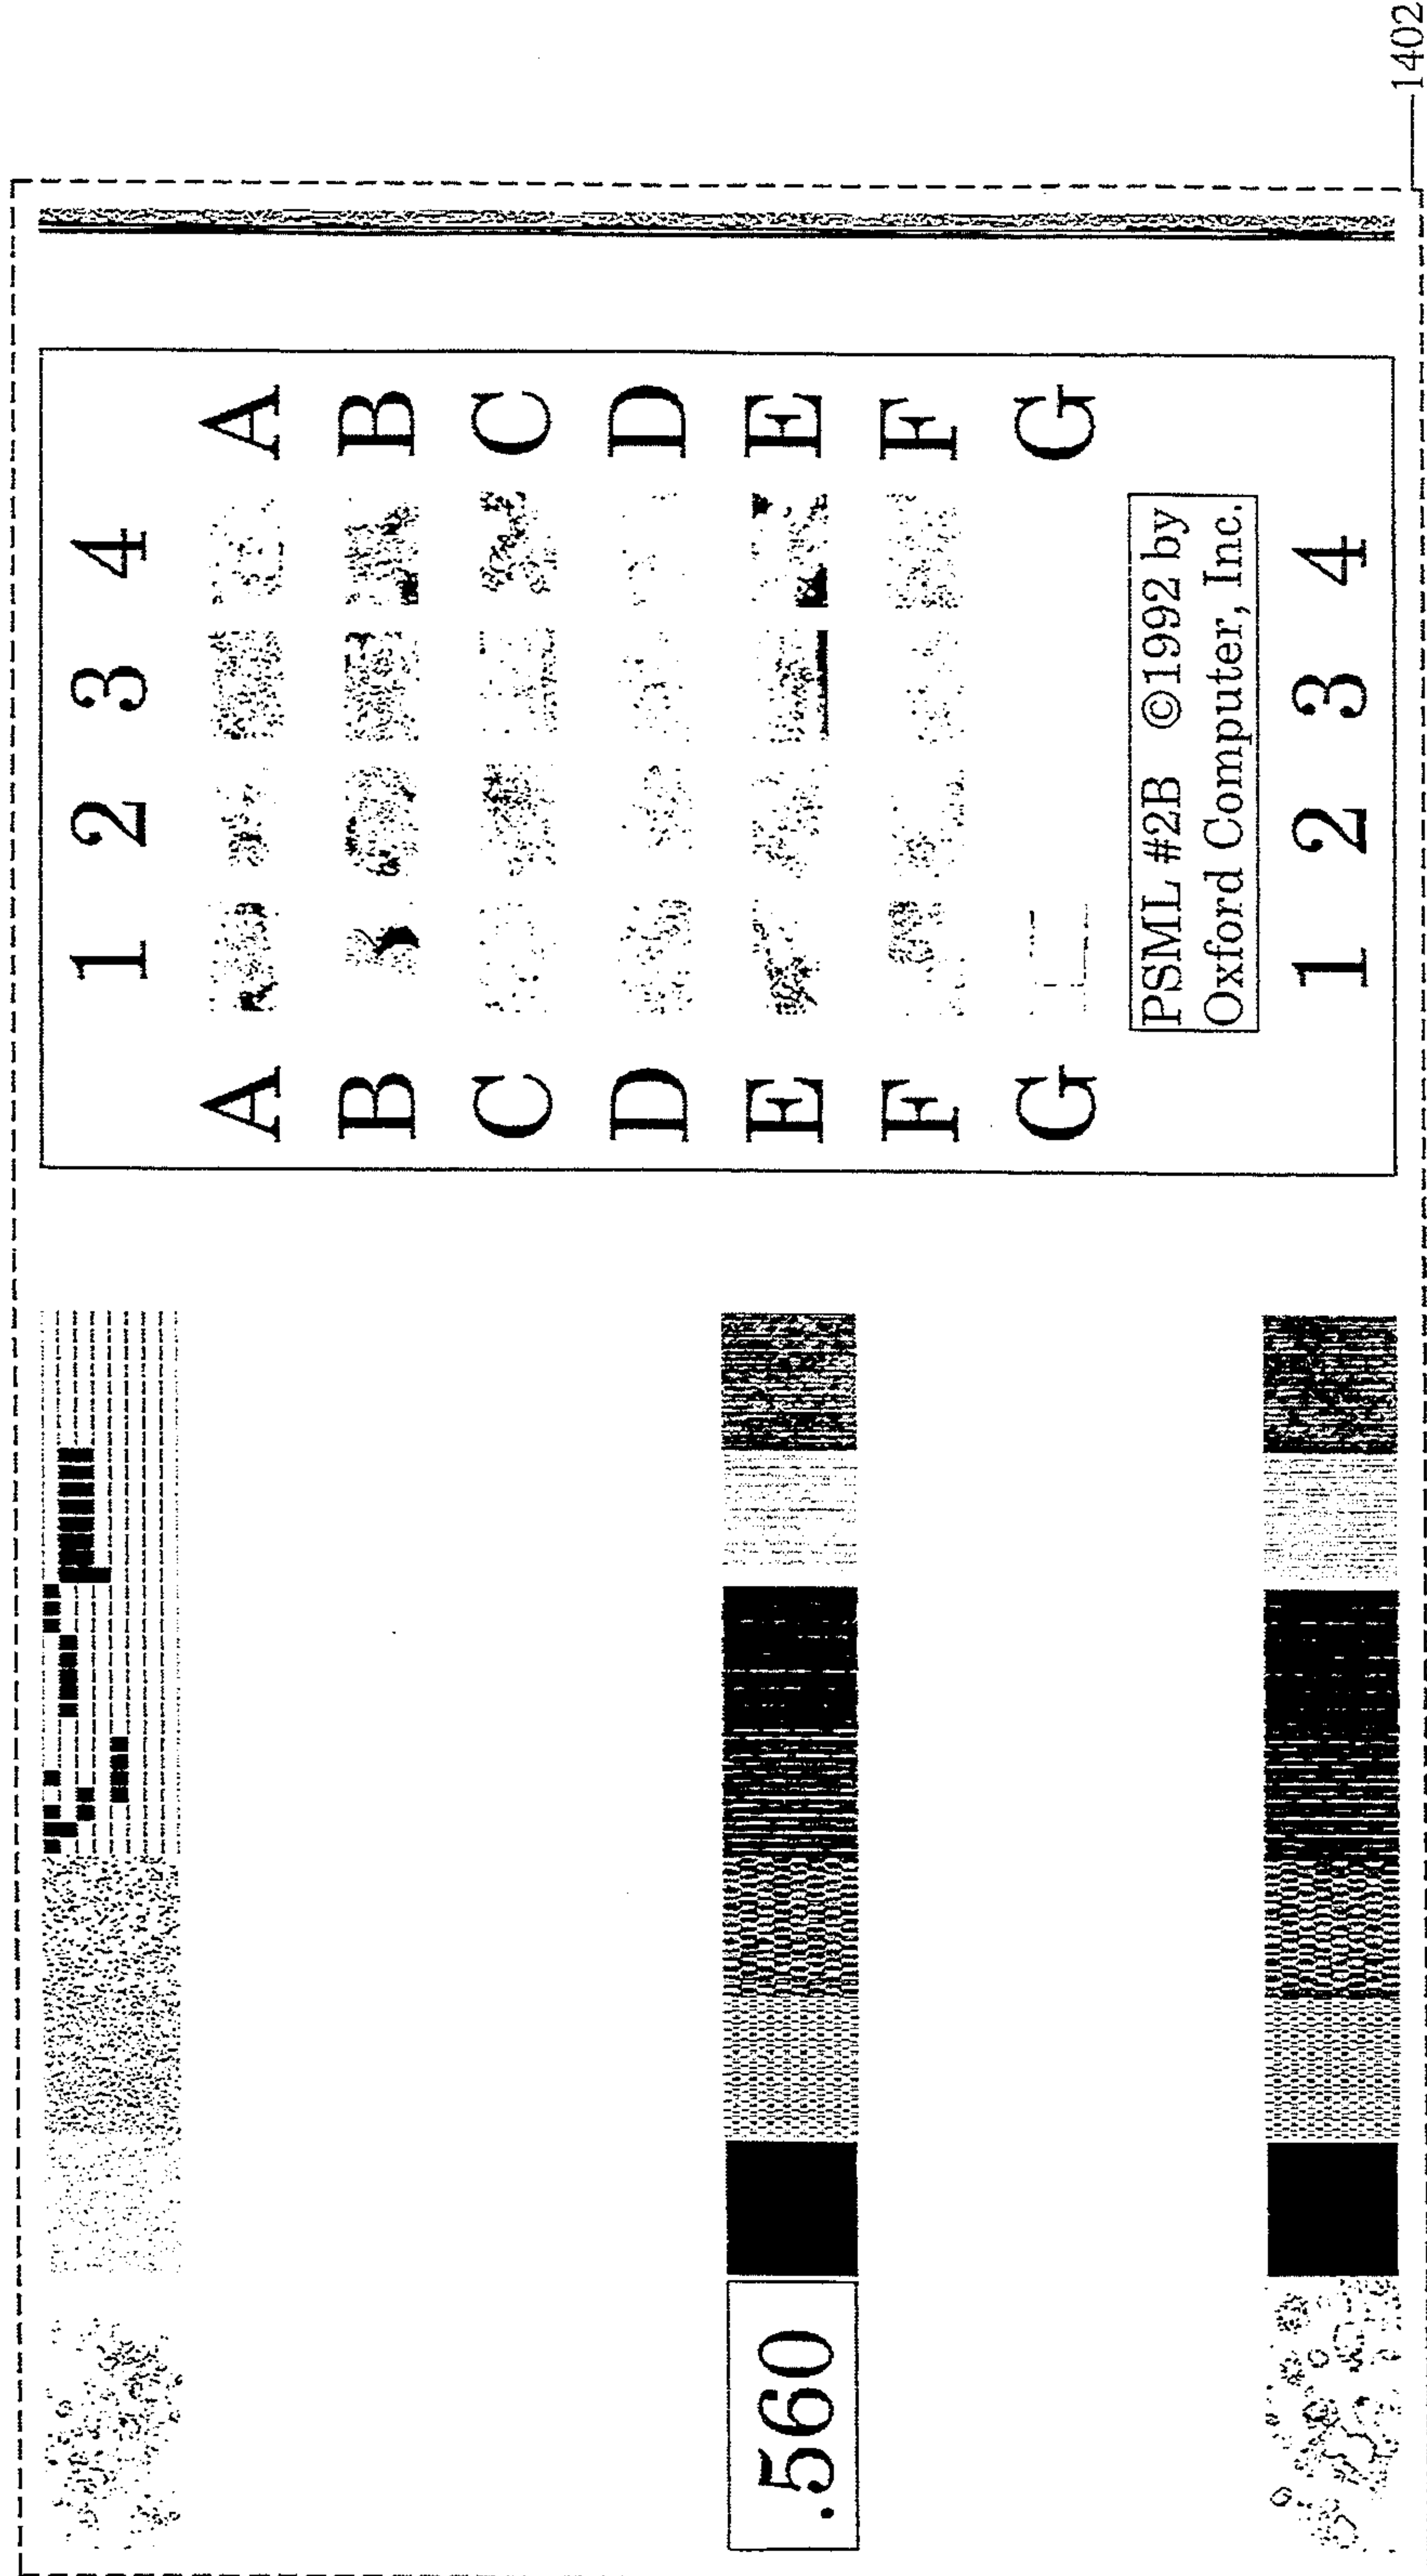 1402
1 2 3 4
A A
B B
C C
D D
E E
F F
G G
PSML #2B ©1992 by
Oxford Computer, Inc.
1 2 3 4
.560